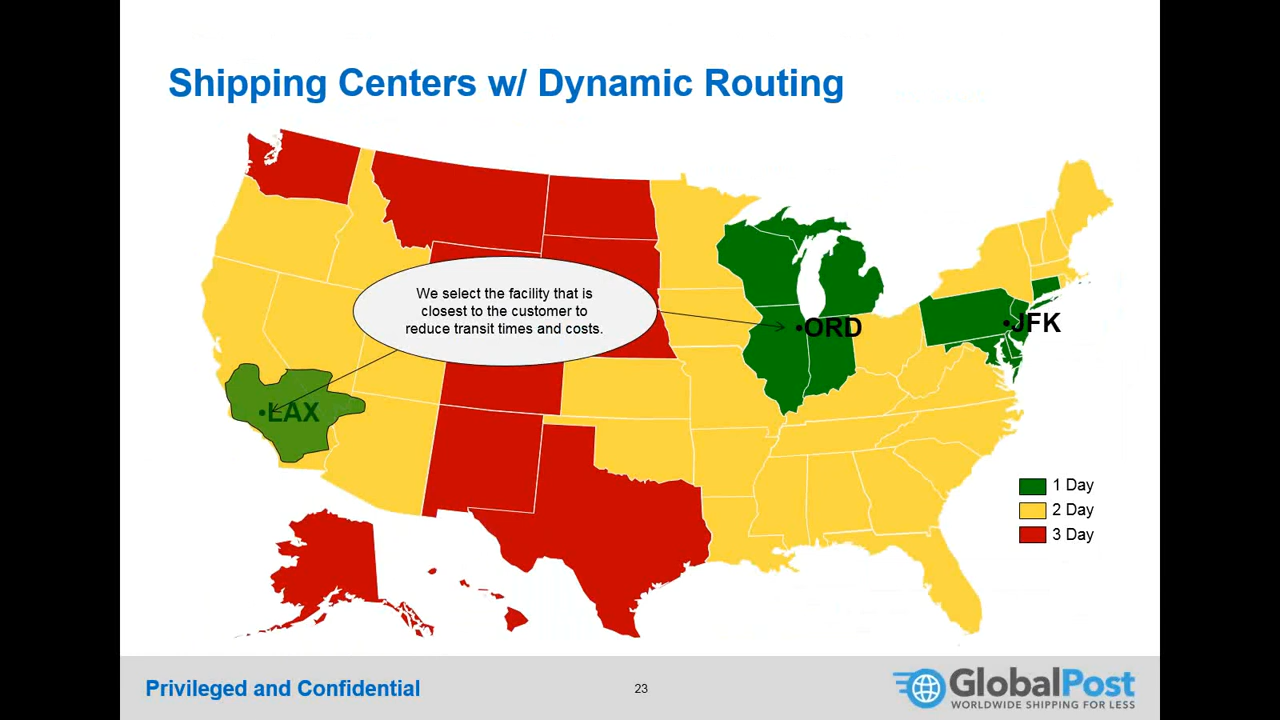 Shipping Centers w/ Dynamic Routing
We select the facility that is
closest to the customer to
reduce transit times and costs.
•ORD
•JFK
•LAX
1 Day
2 Day
3 Day
Privileged and Confidential
23
GlobalPost
WORLDWIDE SHIPPING FOR LESS